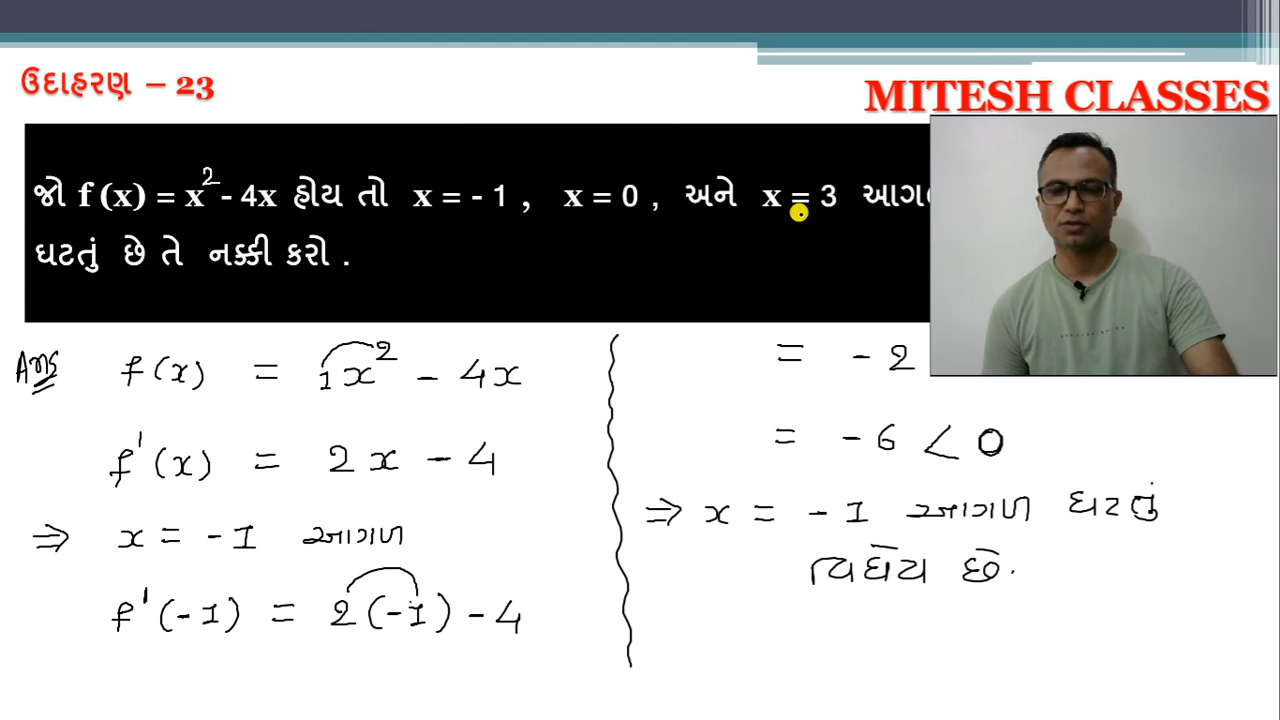 ઉદાહરણ – 23
MITESH CLASSES
જો f (x) = x² - 4x હોય તો x = - 1 , x = 0 , અને x = 3
ઘટતું છે તે નક્કી કરો .
Ans f(x) = 1x² - 4x
f'(x) = 2x - 4
⇒ x = -1 આગળ
f'(-1) = 2(-1) - 4
= - 2
= - 6 < 0
⇒ x = - 1 આગળ ઘટતું
વિધેય છે.